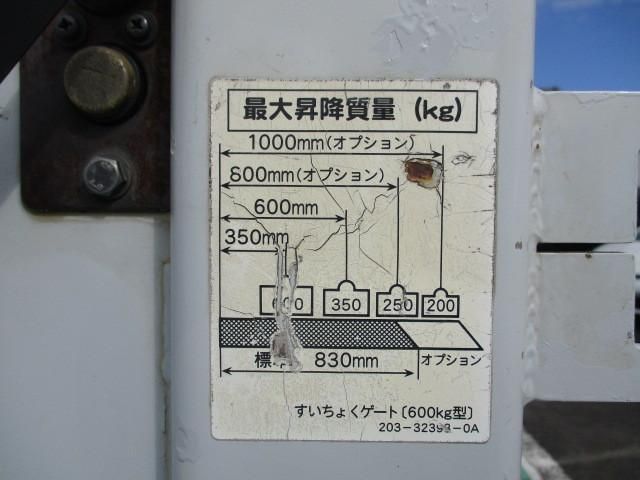 最大昇降質量 (kg)
1000mm(オプション)
800mm(オプション)
600mm
350mm
350 250 200
830mm オプション
すいちょくゲート〔600kg型〕